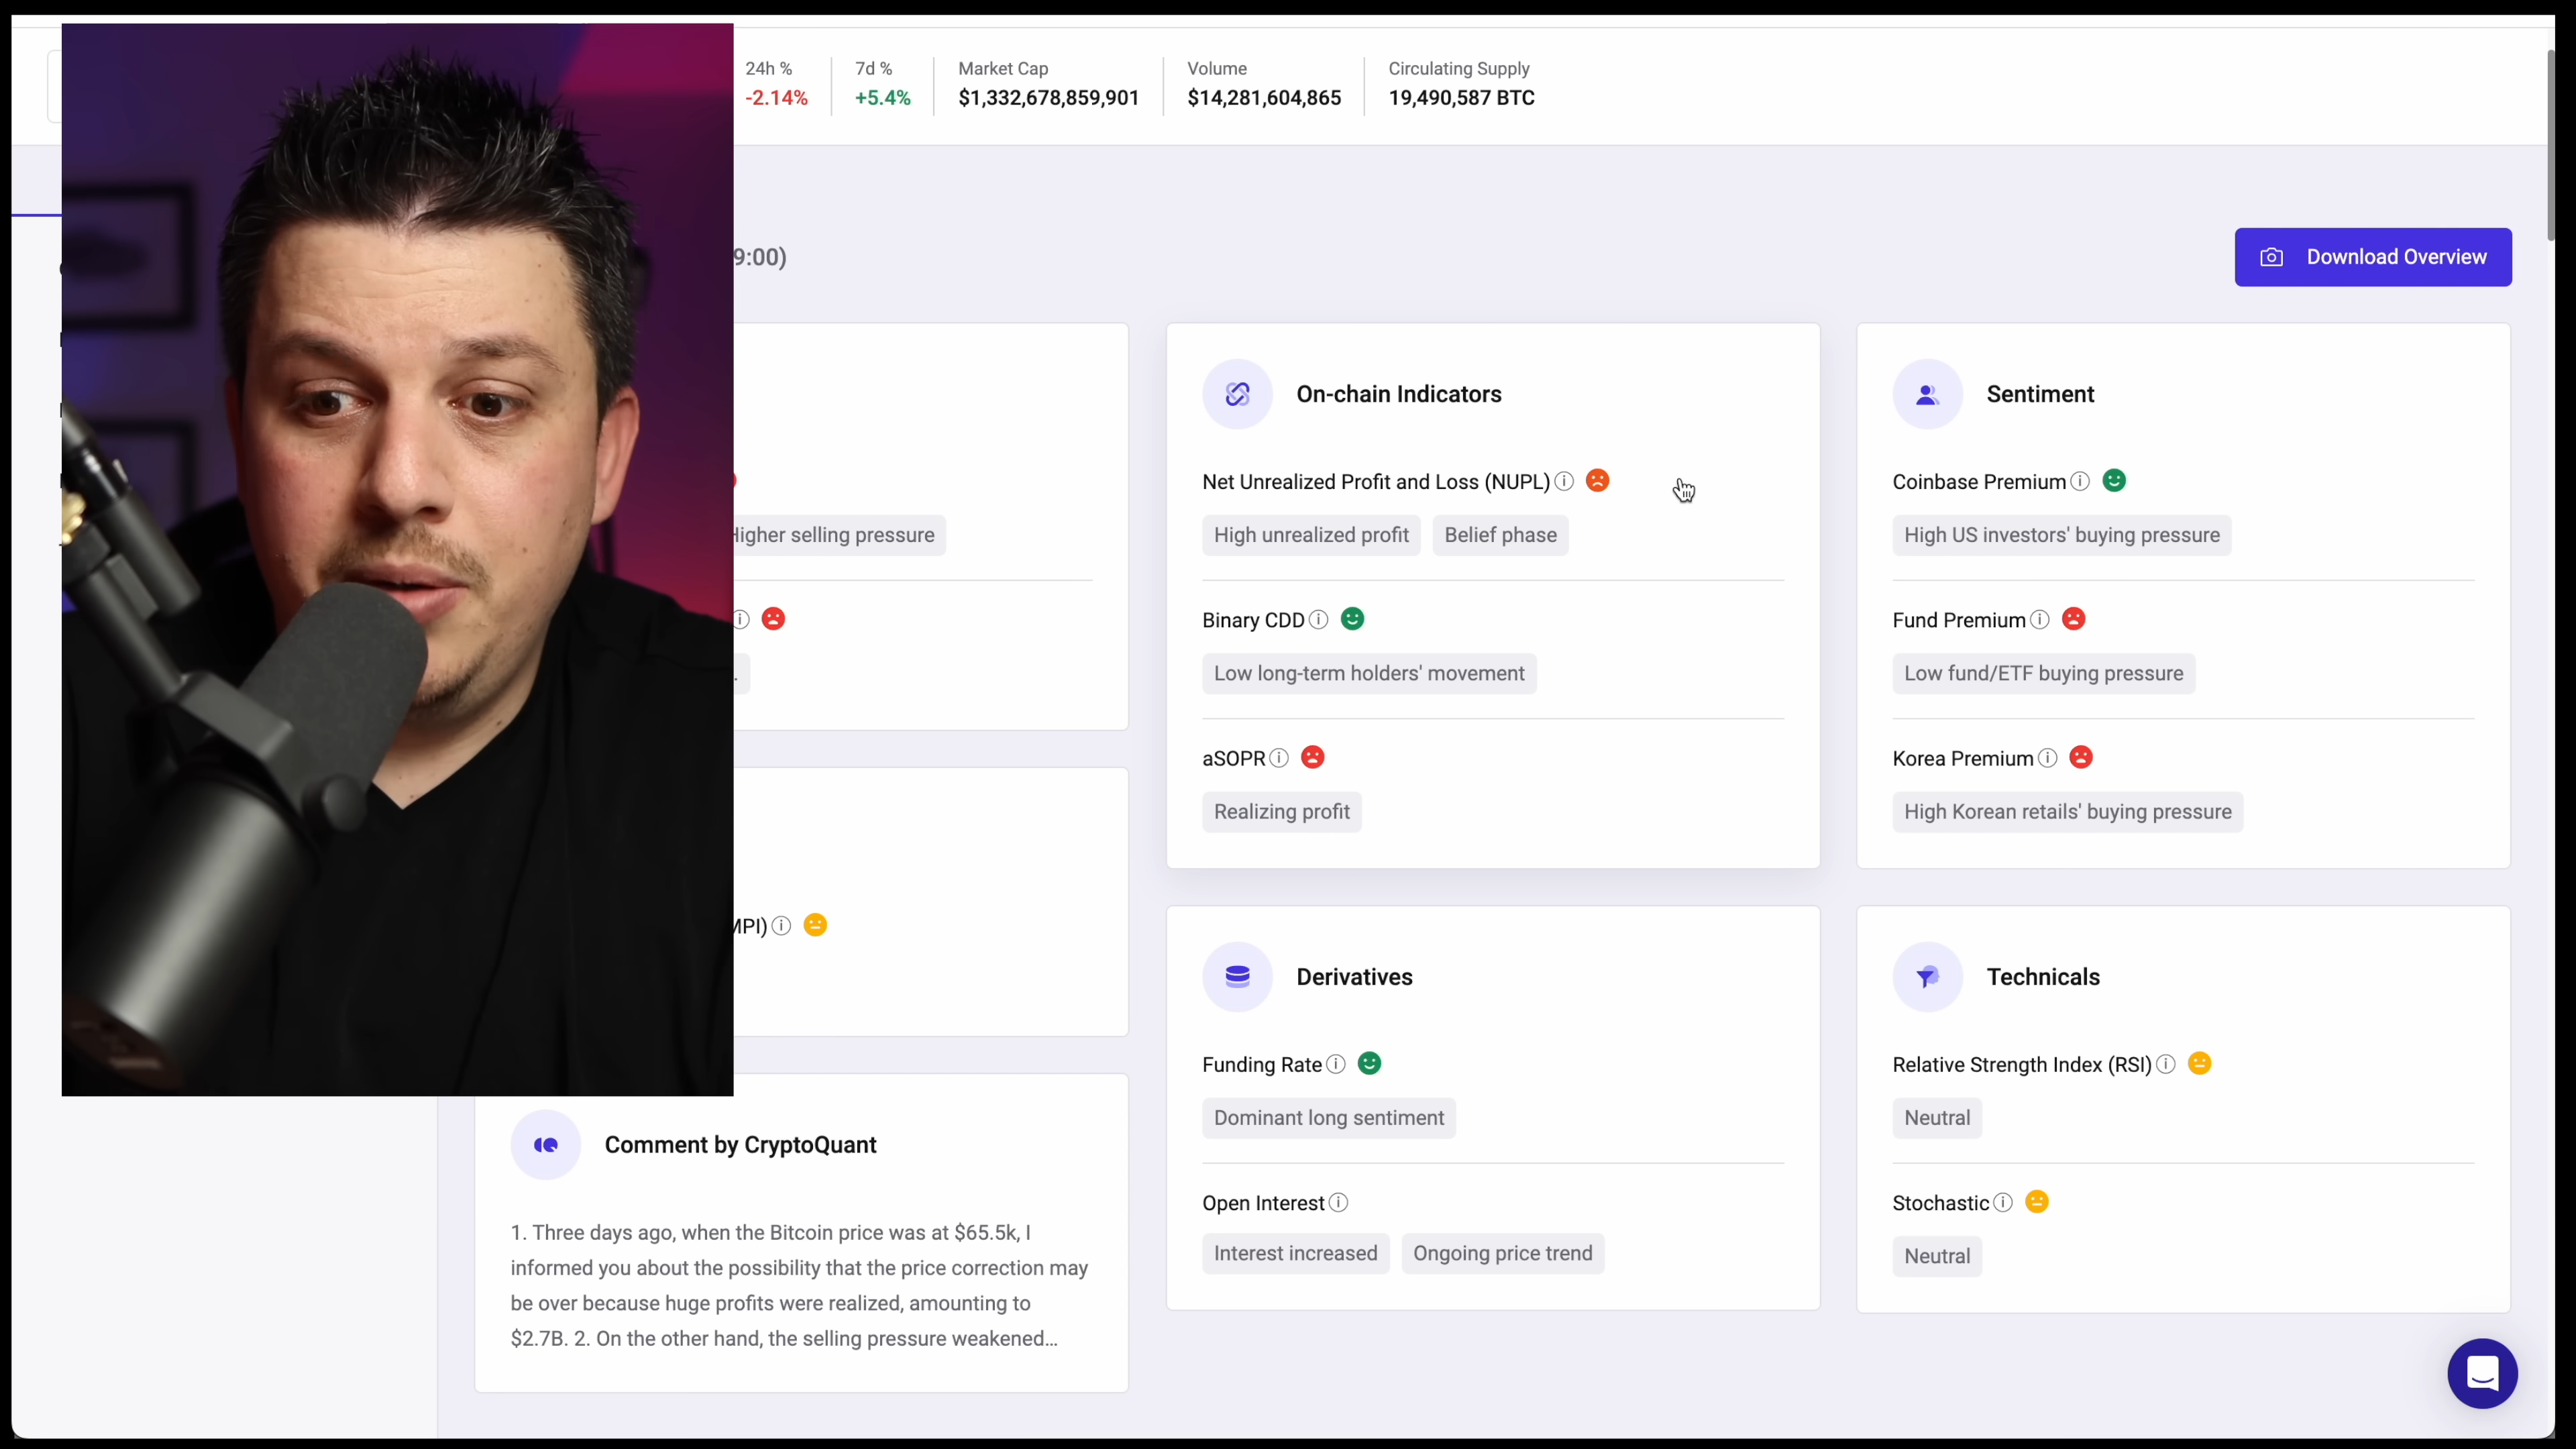 24h %
7d %
Market Cap
Volume
Circulating Supply
-2.14%
+5.4%
$1,332,678,859,901
$14,281,604,865
19,490,587 BTC
9:00)
Download Overview
Higher selling pressure
.
MPI)
Comment by CryptoQuant
1. Three days ago, when the Bitcoin price was at $65.5k, I
informed you about the possibility that the price correction may
be over because huge profits were realized, amounting to
$2.7B. 2. On the other hand, the selling pressure weakened...
On-chain Indicators
Net Unrealized Profit and Loss (NUPL)
High unrealized profit
Belief phase
Binary CDD
Low long-term holders' movement
aSOPR
Realizing profit
Derivatives
Funding Rate
Dominant long sentiment
Open Interest
Interest increased
Ongoing price trend
Sentiment
Coinbase Premium
High US investors' buying pressure
Fund Premium
Low fund/ETF buying pressure
Korea Premium
High Korean retails' buying pressure
Technicals
Relative Strength Index (RSI)
Neutral
Stochastic
Neutral